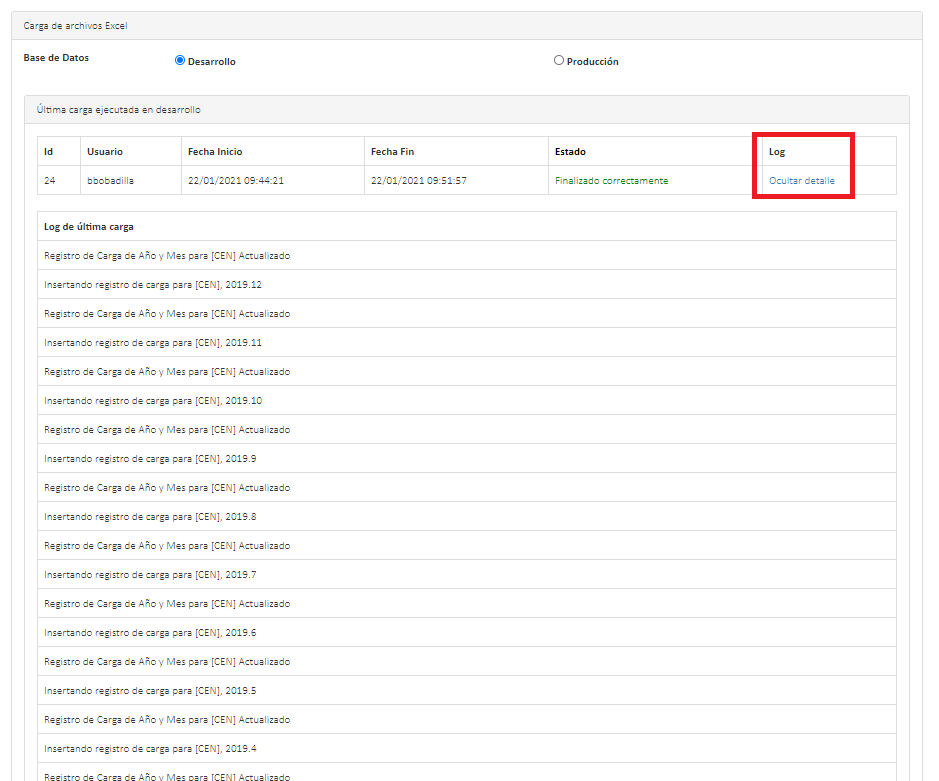 Carga de archivos Excel
Base de Datos Desarrollo Producción
Última carga ejecutada en desarrollo
Id Usuario Fecha Inicio Fecha Fin Estado Log
24 bbobadilla 22/01/2021 09:44:21 22/01/2021 09:51:57 Finalizado correctamente Ocultar detalle
Log de última carga
Registro de Carga de Año y Mes para [CEN] Actualizado
Insertando registro de carga para [CEN], 2019.12
Registro de Carga de Año y Mes para [CEN] Actualizado
Insertando registro de carga para [CEN], 2019.11
Registro de Carga de Año y Mes para [CEN] Actualizado
Insertando registro de carga para [CEN], 2019.10
Registro de Carga de Año y Mes para [CEN] Actualizado
Insertando registro de carga para [CEN], 2019.9
Registro de Carga de Año y Mes para [CEN] Actualizado
Insertando registro de carga para [CEN], 2019.8
Registro de Carga de Año y Mes para [CEN] Actualizado
Insertando registro de carga para [CEN], 2019.7
Registro de Carga de Año y Mes para [CEN] Actualizado
Insertando registro de carga para [CEN], 2019.6
Registro de Carga de Año y Mes para [CEN] Actualizado
Insertando registro de carga para [CEN], 2019.5
Registro de Carga de Año y Mes para [CEN] Actualizado
Insertando registro de carga para [CEN], 2019.4
Registro de Carga de Año y Mes para [CEN] Actualizado